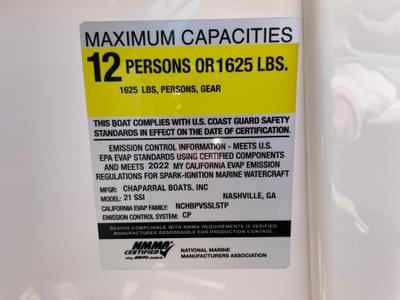 MAXIMUM CAPACITIES
12 PERSONS OR 1625 LBS.
1625 LBS, PERSONS, GEAR
THIS BOAT COMPLIES WITH U.S. COAST GUARD SAFETY
STANDARDS IN EFFECT ON THE DATE OF CERTIFICATION.
EMISSION CONTROL INFORMATION - MEETS U.S.
EPA EVAP STANDARDS USING CERTIFIED COMPONENTS
AND MEETS 2022 MY CALIFORNIA EVAP EMISSION
REGULATIONS FOR SPARK-IGNITION MARINE WATERCRAFT
MFGR: CHAPARRAL BOATS, INC
MODEL: 21 SSI NASHVILLE, GA
CALIFORNIA EVAP FAMILY: NCHBPVSSLSTP
EMISSION CONTROL SYSTEM: CP
DESIGN COMPLIANCE WITH NMMA REQUIREMENTS IS VERIFIED.
MANUFACTURER RESPONSIBLE FOR PRODUCTION CONTROL.
NMMA
CERTIFIED NATIONAL MARINE
MANUFACTURERS ASSOCIATION